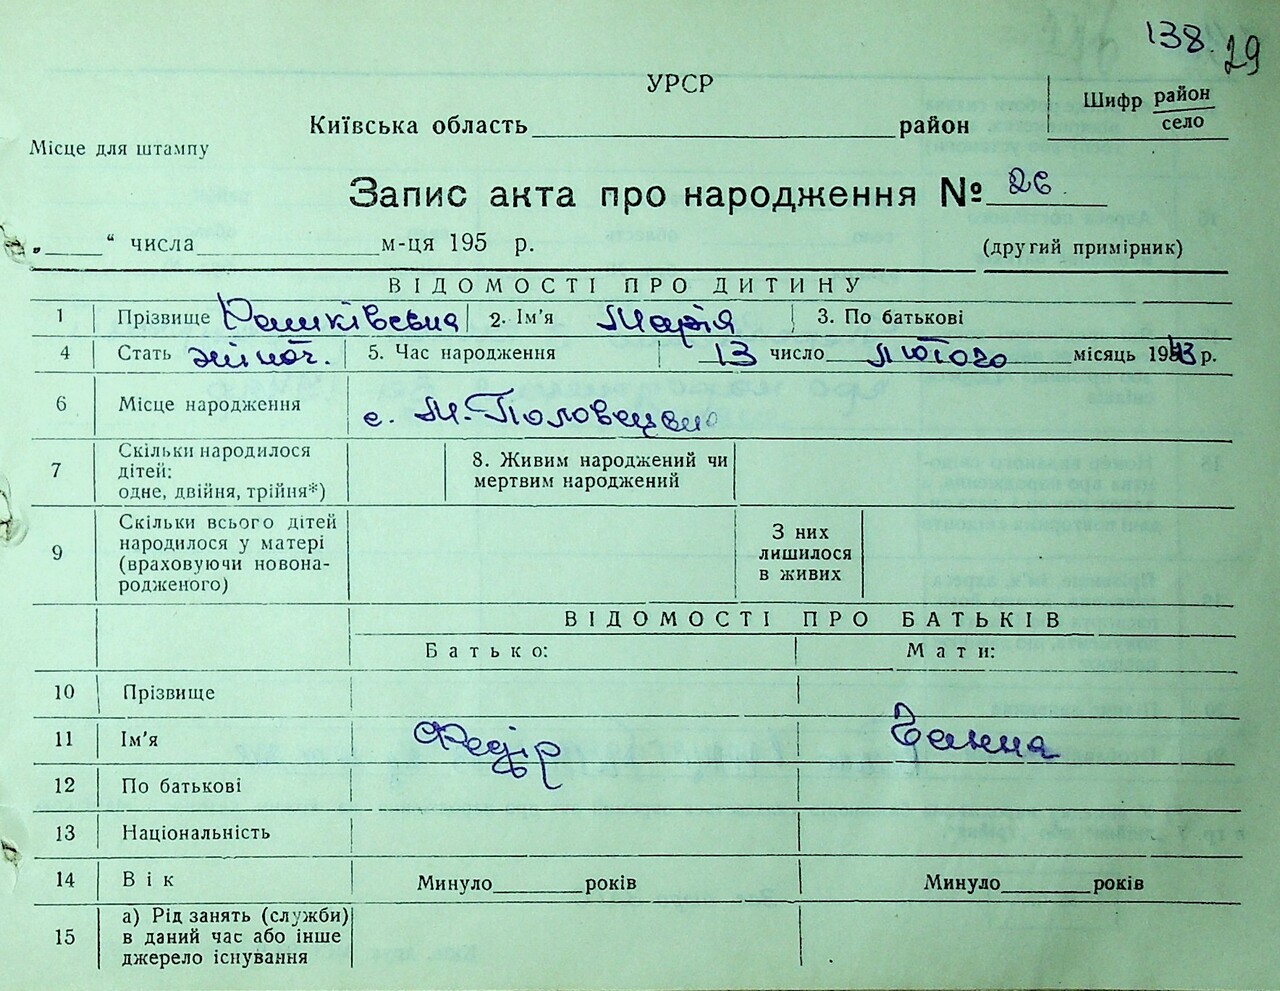 138. 29
УРСР
Київська область район
Шифр район
село
Місце для штампу
Запис акта про народження № 26.
„ “ числа м-ця 195 р. (другий примірник)
ВІДОМОСТІ ПРО ДИТИНУ
1 Прізвище 2. Ім'я Марія 3. По батькові
4 Стать жіноч. 5. Час народження 13 число лютого місяць 1943 р.
6 Місце народження с. М-Половецьке
7 Скільки народилося
дітей:
одне, двійня, трійня*)
8. Живим народжений чи
мертвим народжений
9 Скільки всього дітей
народилося у матері
(враховуючи новона-
родженого)
З них
лишилося
в живих
ВІДОМОСТІ ПРО БАТЬКІВ
Батько: Мати:
10 Прізвище
11 Ім'я Федір Ганна
12 По батькові
13 Національність
14 Вік Минуло років Минуло років
15 а) Рід занять (служби)
в даний час або інше
джерело існування